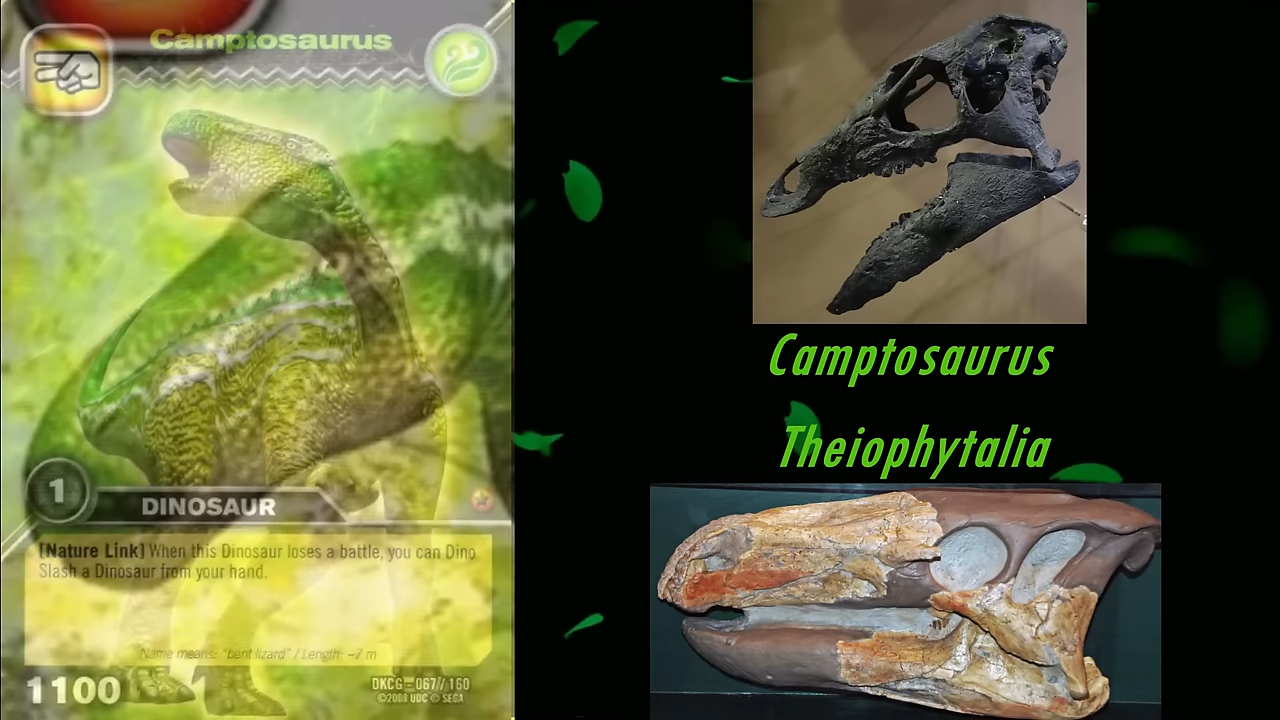 Camptosaurus
1
DINOSAUR
[Nature Link] When this Dinosaur loses a battle, you can Dino
Slash a Dinosaur from your hand.
Name means: "bent lizard" / Length: ~7 m
1100
DKCG - 067/160
©2008 UDC © SEGA
Camptosaurus
Theiophytalia